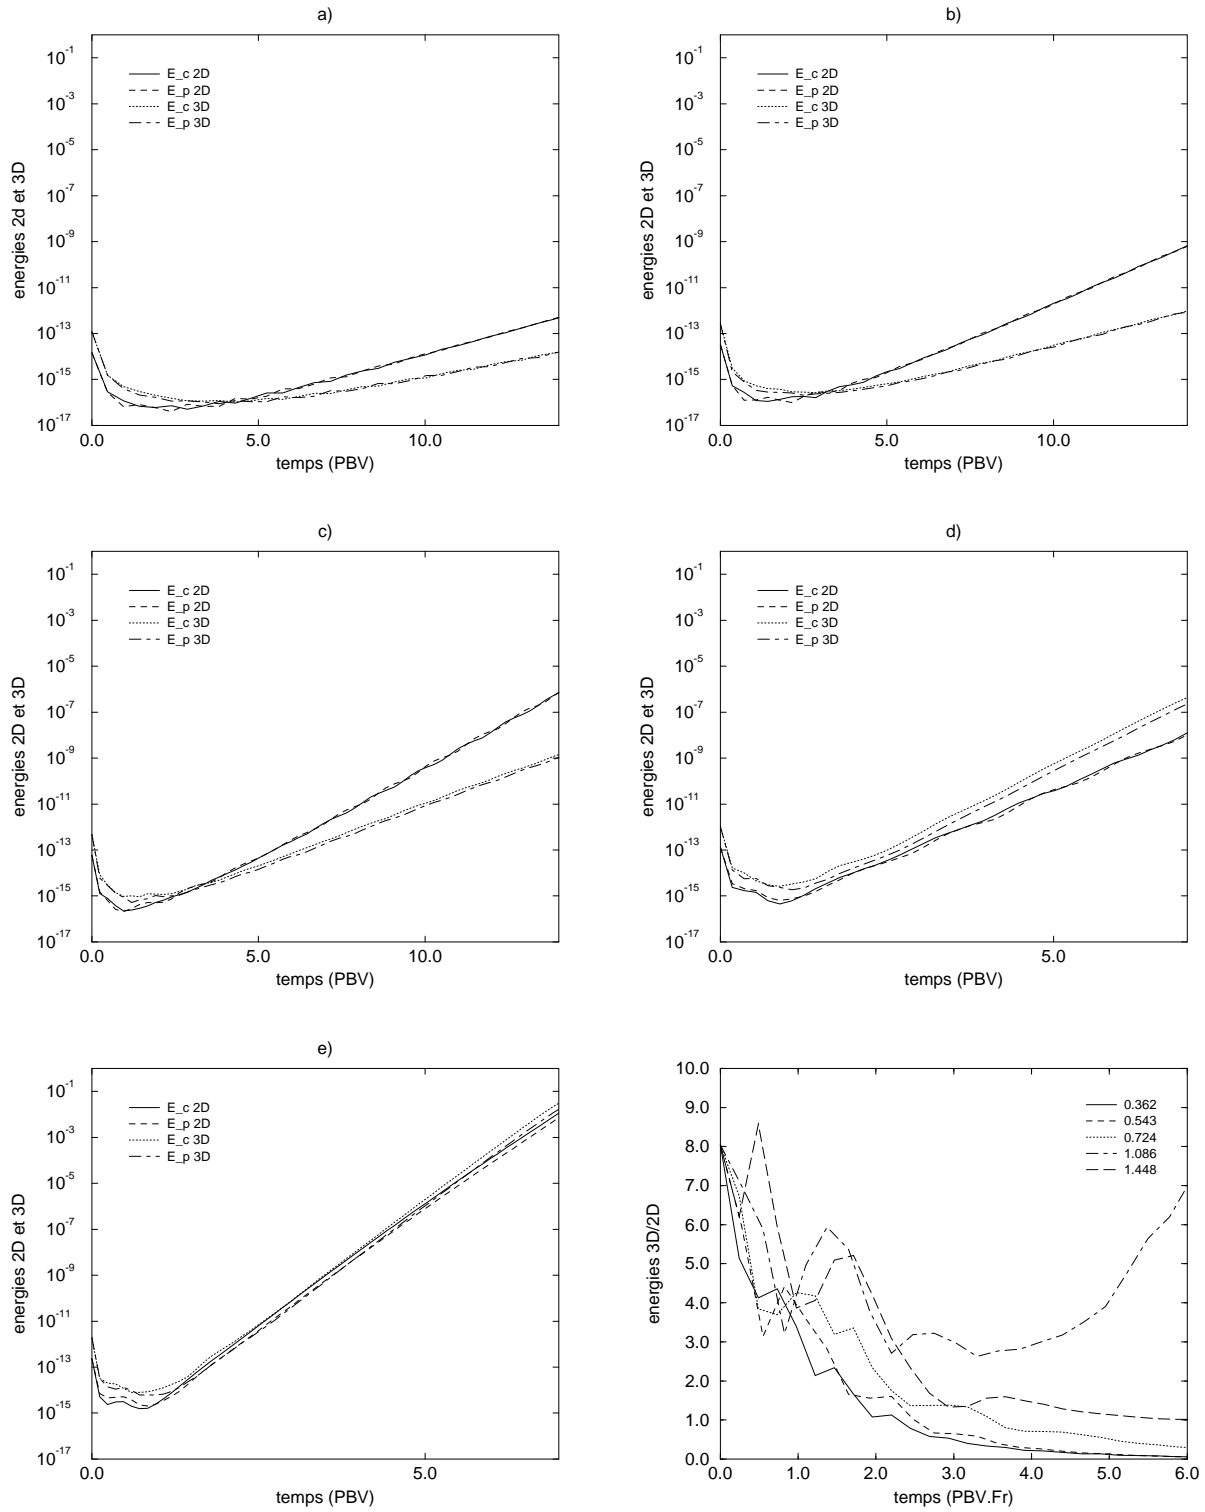 a)
energies 2d et 3D
10-1
10-3
10-5
10-7
10-9
10-11
10-13
10-15
10-17
E_c 2D
E_p 2D
E_c 3D
E_p 3D
0.0 5.0 10.0
temps (PBV)
b)
energies 2D et 3D
10-1
10-3
10-5
10-7
10-9
10-11
10-13
10-15
10-17
E_c 2D
E_p 2D
E_c 3D
E_p 3D
0.0 5.0 10.0
temps (PBV)
c)
energies 2D et 3D
10-1
10-3
10-5
10-7
10-9
10-11
10-13
10-15
10-17
E_c 2D
E_p 2D
E_c 3D
E_p 3D
0.0 5.0 10.0
temps (PBV)
d)
energies 2D et 3D
10-1
10-3
10-5
10-7
10-9
10-11
10-13
10-15
10-17
E_c 2D
E_p 2D
E_c 3D
E_p 3D
0.0 5.0
temps (PBV)
e)
energies 2D et 3D
10-1
10-3
10-5
10-7
10-9
10-11
10-13
10-15
10-17
E_c 2D
E_p 2D
E_c 3D
E_p 3D
0.0 5.0
temps (PBV)
energies 3D/2D
10.0
9.0
8.0
7.0
6.0
5.0
4.0
3.0
2.0
1.0
0.0
0.362
0.543
0.724
1.086
1.448
0.0 1.0 2.0 3.0 4.0 5.0 6.0
temps (PBV.Fr)